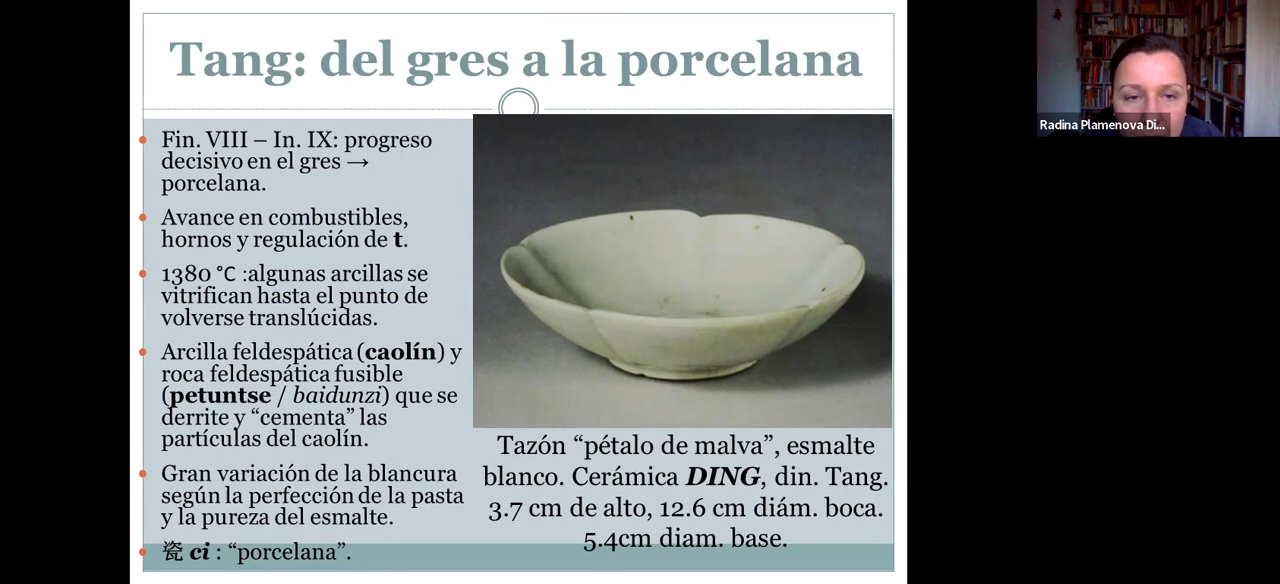 Tang: del gres a la porcelana
Fin. VIII – In. IX: progreso
decisivo en el gres →
porcelana.
Avance en combustibles,
hornos y regulación de t.
1380 ℃ :algunas arcillas se
vitrifican hasta el punto de
volverse translúcidas.
Arcilla feldespática (caolín) y
roca feldespática fusible
(petuntse / baidunzi) que se
derrite y “cementa” las
partículas del caolín.
Gran variación de la blancura
según la perfección de la pasta
y la pureza del esmalte.
瓷 ci : “porcelana”.
Tazón “pétalo de malva”, esmalte
blanco. Cerámica DING, din. Tang.
3.7 cm de alto, 12.6 cm diám. boca.
5.4cm diam. base.
Radina Plamenova Di...